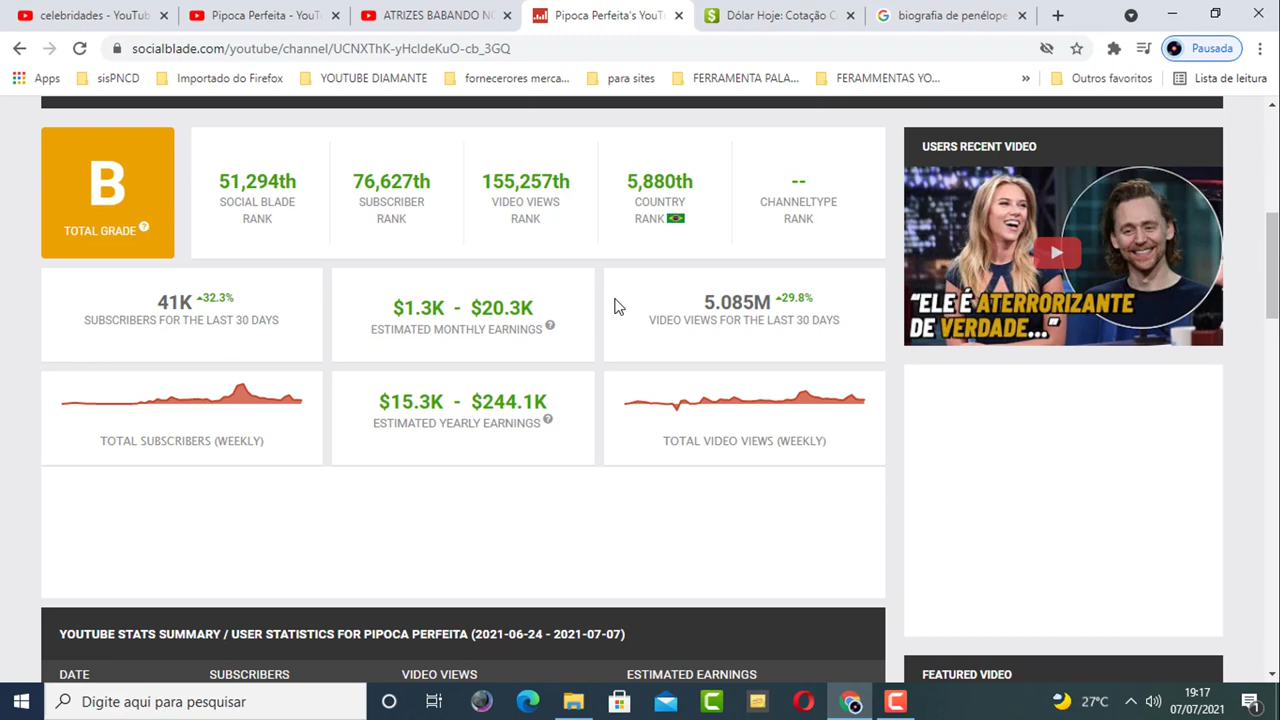 celebridades - YouTub
Pipoca Perfeita - YouT
ATRIZES BABANDO NO
Pipoca Perfeita's YouT
Dólar Hoje: Cotação C
biografia de penélope
socialblade.com/youtube/channel/UCNXThK-yHcIdeKuO-cb_3GQ
Pausada
Apps
sisPNCD
Importado do Firefox
YOUTUBE DIAMANTE
fornecerores merca...
para sites
FERRAMENTA PALA...
FERAMMENTAS YO...
»
Outros favoritos
Lista de leitura
B
TOTAL GRADE
51,294th
SOCIAL BLADE
RANK
76,627th
SUBSCRIBER
RANK
155,257th
VIDEO VIEWS
RANK
5,880th
COUNTRY
RANK
--
CHANNELTYPE
RANK
USERS RECENT VIDEO
"ELE É ATERRORIZANTE
DE VERDADE..."
41K 32.3%
SUBSCRIBERS FOR THE LAST 30 DAYS
$1.3K - $20.3K
ESTIMATED MONTHLY EARNINGS
5.085M 29.8%
VIDEO VIEWS FOR THE LAST 30 DAYS
TOTAL SUBSCRIBERS (WEEKLY)
$15.3K - $244.1K
ESTIMATED YEARLY EARNINGS
TOTAL VIDEO VIEWS (WEEKLY)
YOUTUBE STATS SUMMARY / USER STATISTICS FOR PIPOCA PERFEITA (2021-06-24 - 2021-07-07)
DATE
SUBSCRIBERS
VIDEO VIEWS
ESTIMATED EARNINGS
FEATURED VIDEO
Digite aqui para pesquisar
27°C
19:17
07/07/2021
1